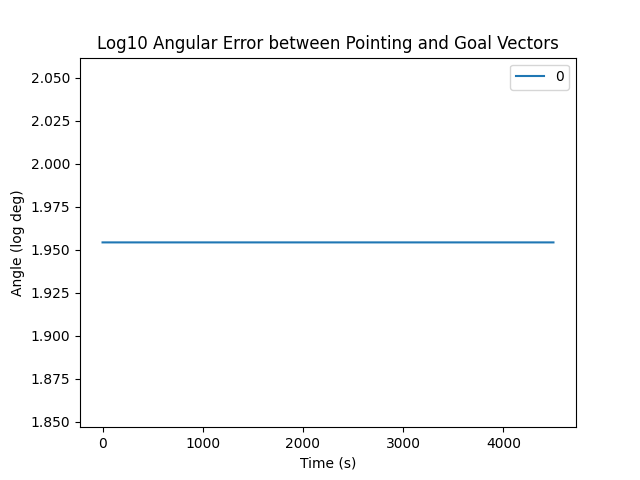 Log10 Angular Error between Pointing and Goal Vectors
0
2.050
2.025
2.000
1.975
1.950
1.925
1.900
1.875
1.850
Angle (log deg)
0 1000 2000 3000 4000
Time (s)